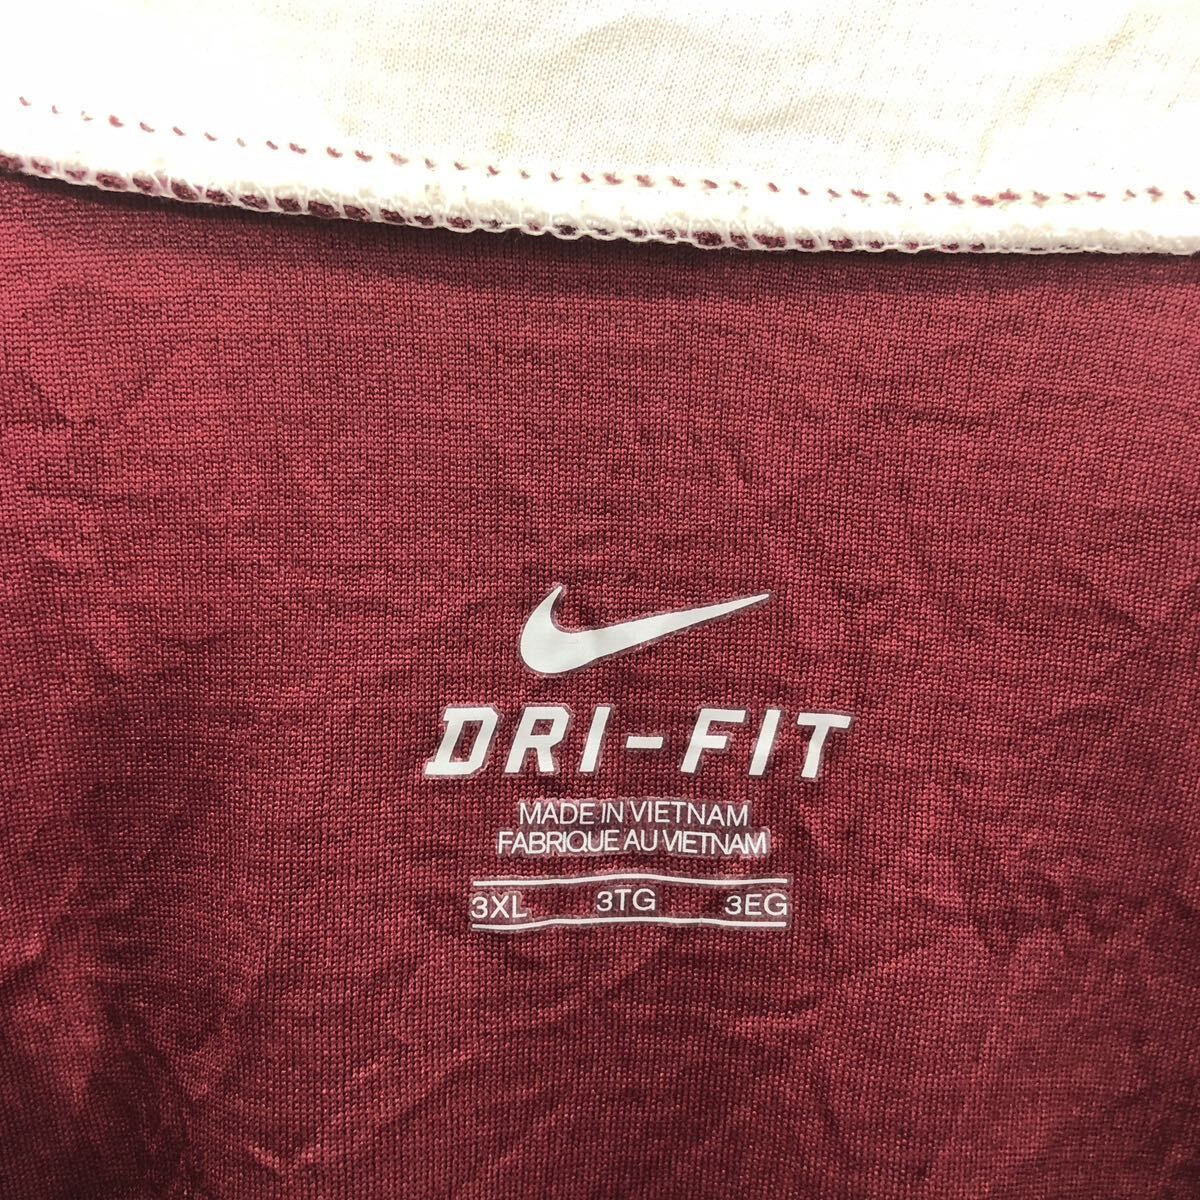 DRI-FIT
MADE IN VIETNAM
FABRIQUE AU VIETNAM
3XL 3TG 3EG